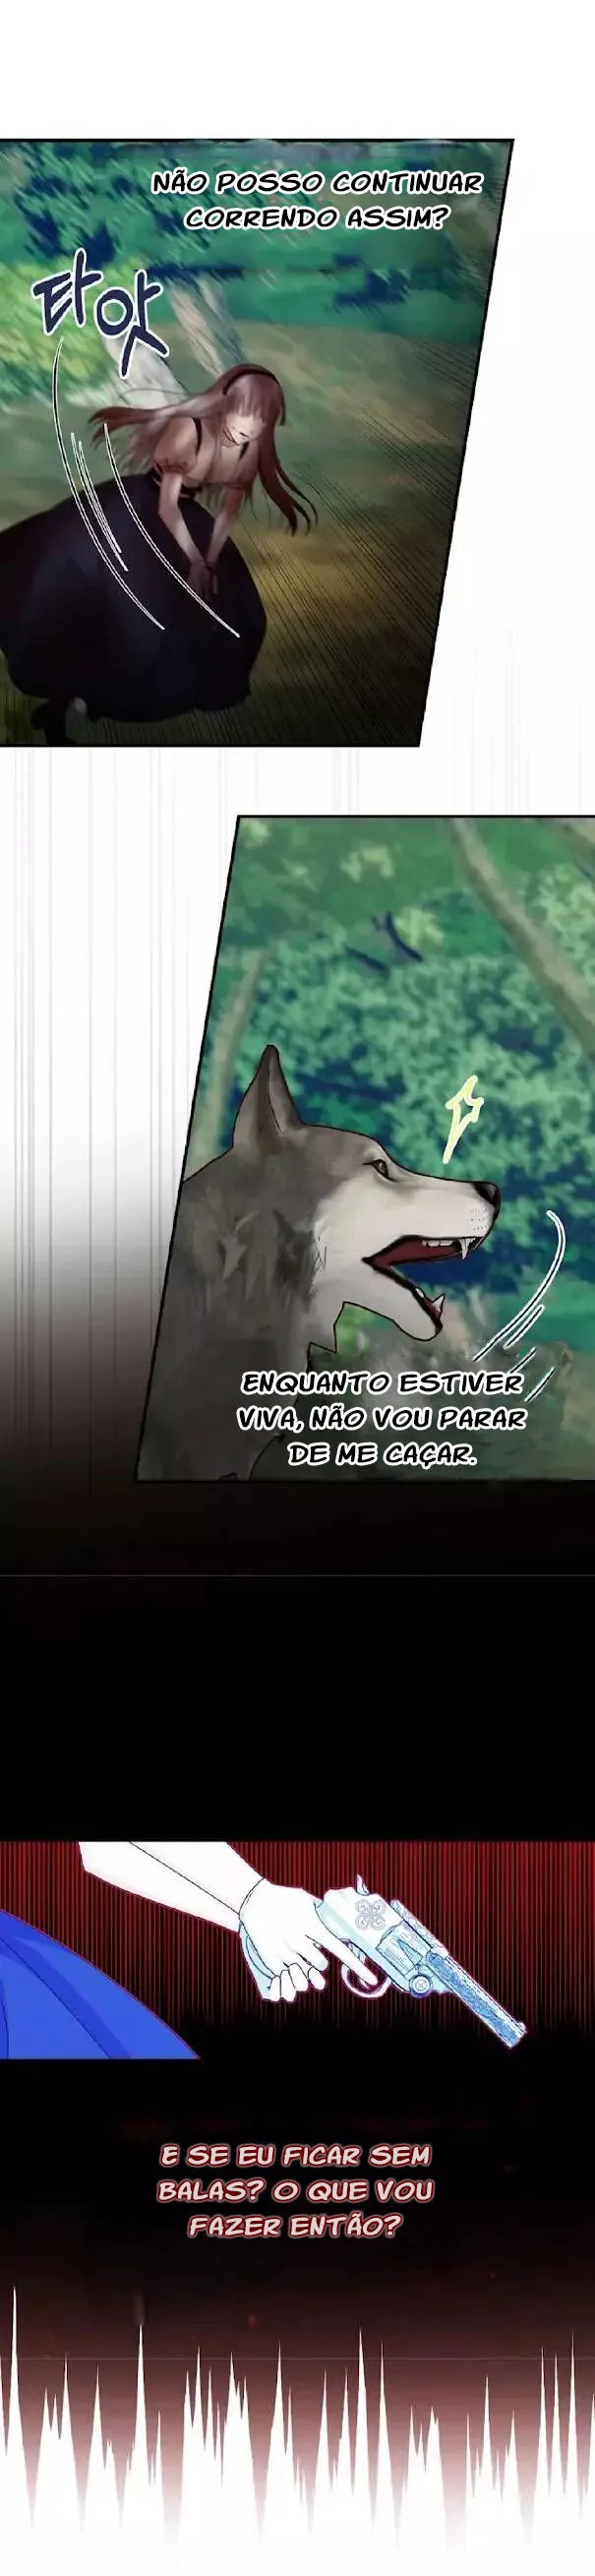 NÃO POSSO CONTINUAR
CORRENDO ASSIM?
타앗
ENQUANTO ESTIVER
VIVA, NÃO VOU PARAR
DE ME CAÇAR.
E SE EU FICAR SEM
BALAS? O QUE VOU
FAZER ENTÃO?